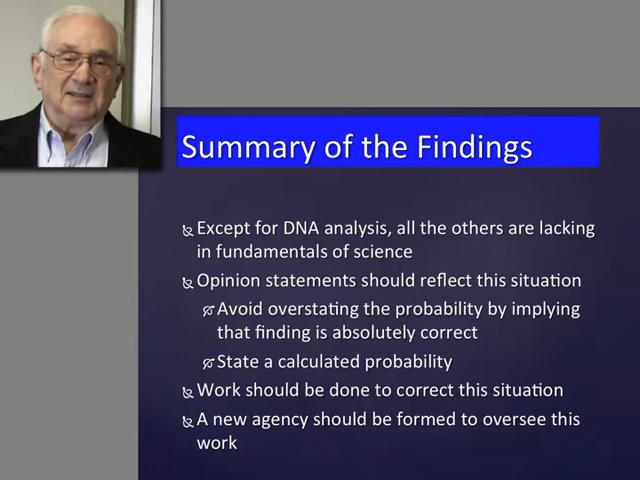 Summary of the Findings
Except for DNA analysis, all the others are lacking
in fundamentals of science
Opinion statements should reflect this situation
Avoid overstating the probability by implying
that finding is absolutely correct
State a calculated probability
Work should be done to correct this situation
A new agency should be formed to oversee this
work